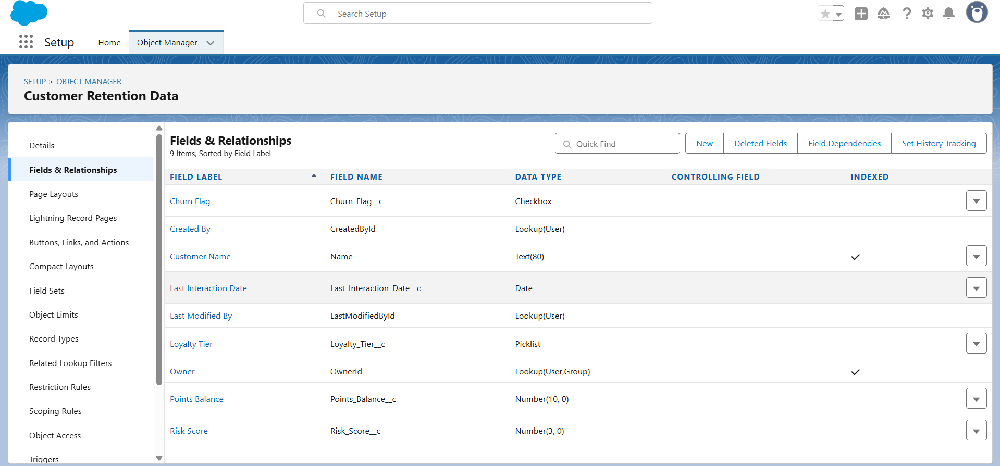 Search Setup
Setup
Home
Object Manager
SETUP > OBJECT MANAGER
Customer Retention Data
Details
Fields & Relationships
Page Layouts
Lightning Record Pages
Buttons, Links, and Actions
Compact Layouts
Field Sets
Object Limits
Record Types
Related Lookup Filters
Restriction Rules
Scoping Rules
Object Access
Triggers
Fields & Relationships
9 Items, Sorted by Field Label
Quick Find
New
Deleted Fields
Field Dependencies
Set History Tracking
FIELD LABEL FIELD NAME DATA TYPE CONTROLLING FIELD INDEXED
Churn Flag Churn_Flag__c Checkbox
Created By CreatedById Lookup(User)
Customer Name Name Text(80)
Last Interaction Date Last_Interaction_Date__c Date
Last Modified By LastModifiedById Lookup(User)
Loyalty Tier Loyalty_Tier__c Picklist
Owner OwnerId Lookup(User,Group)
Points Balance Points_Balance__c Number(10, 0)
Risk Score Risk_Score__c Number(3, 0)